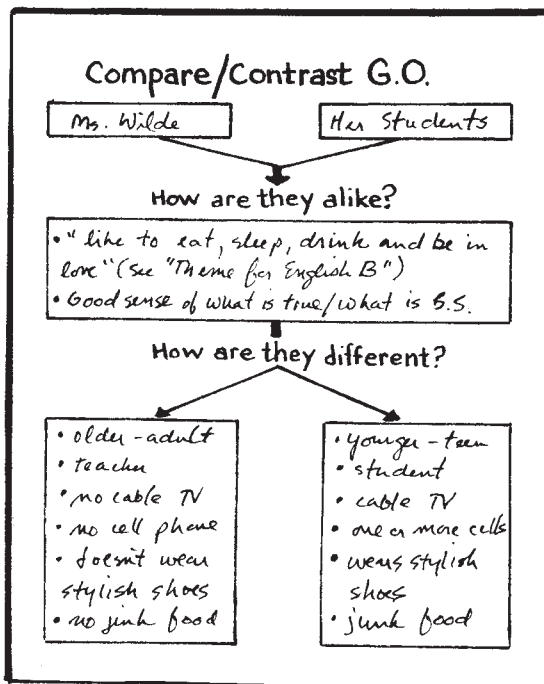 Compare/Contrast G.O.
Ms. Wilde
Her Students
How are they alike?
• "like to eat, sleep, drink and be in
love" (see "Theme for English B")
• Good sense of what is true/what is B.S.
How are they different?
• older-adult
• teacher
• no cable TV
• no cell phone
• doesn't wear
stylish shoes
• no junk food
• younger-teen
• student
• cable TV
• one or more cells
• wears stylish
shoes
• junk food